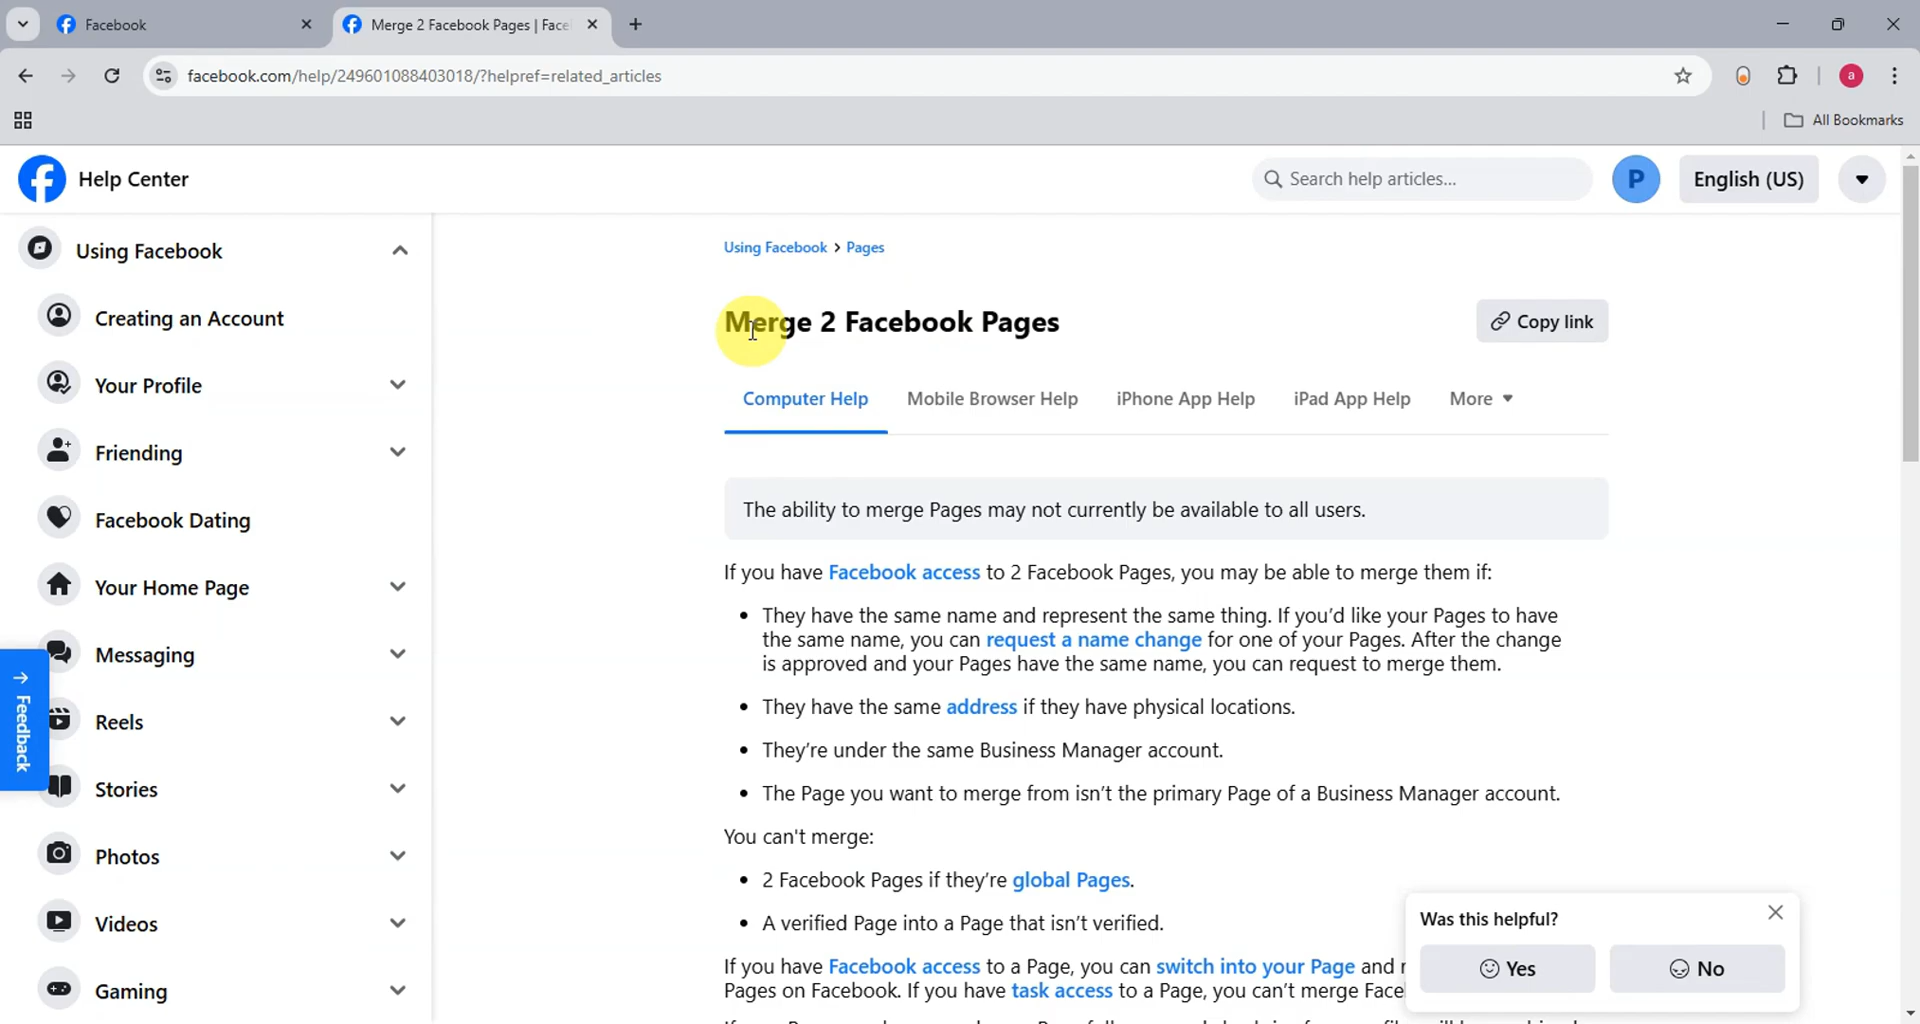 Facebook
Merge 2 Facebook Pages | Face
facebook.com/help/249601088403018/?helpref=related_articles
a
All Bookmarks
Help Center
Search help articles...
P
English (US)
Using Facebook
Creating an Account
Your Profile
Friending
Facebook Dating
Your Home Page
Messaging
Reels
Stories
Photos
Videos
Gaming
Feedback
Using Facebook > Pages
Merge 2 Facebook Pages
Copy link
Computer Help
Mobile Browser Help
iPhone App Help
iPad App Help
More
The ability to merge Pages may not currently be available to all users.
If you have Facebook access to 2 Facebook Pages, you may be able to merge them if:
• They have the same name and represent the same thing. If you’d like your Pages to have
the same name, you can request a name change for one of your Pages. After the change
is approved and your Pages have the same name, you can request to merge them.
• They have the same address if they have physical locations.
• They’re under the same Business Manager account.
• The Page you want to merge from isn’t the primary Page of a Business Manager account.
You can't merge:
• 2 Facebook Pages if they’re global Pages.
• A verified Page into a Page that isn’t verified.
If you have Facebook access to a Page, you can switch into your Page and
Pages on Facebook. If you have task access to a Page, you can’t merge Face
Was this helpful?
Yes
No